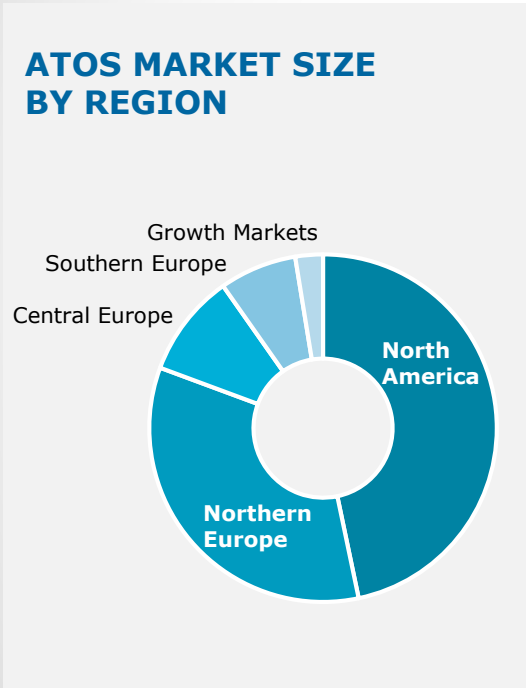 ATOS MARKET SIZE
BY REGION
Growth Markets
Southern Europe
Central Europe
North
America
Northern
Europe